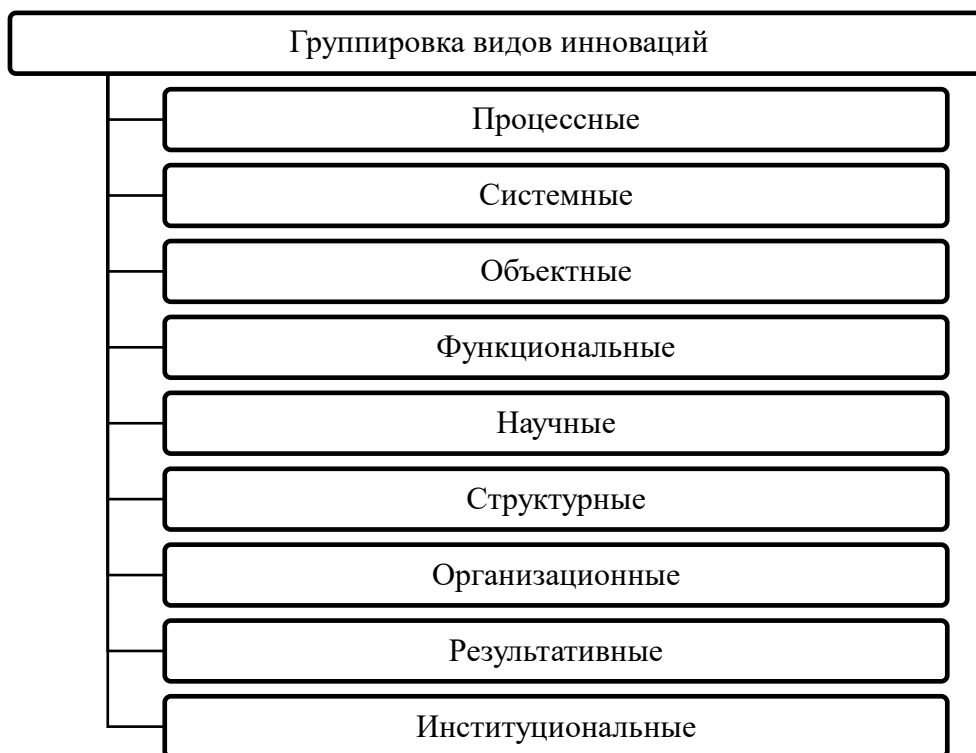 Группировка видов инноваций
Процессные
Системные
Объектные
Функциональные
Научные
Структурные
Организационные
Результативные
Институциональные